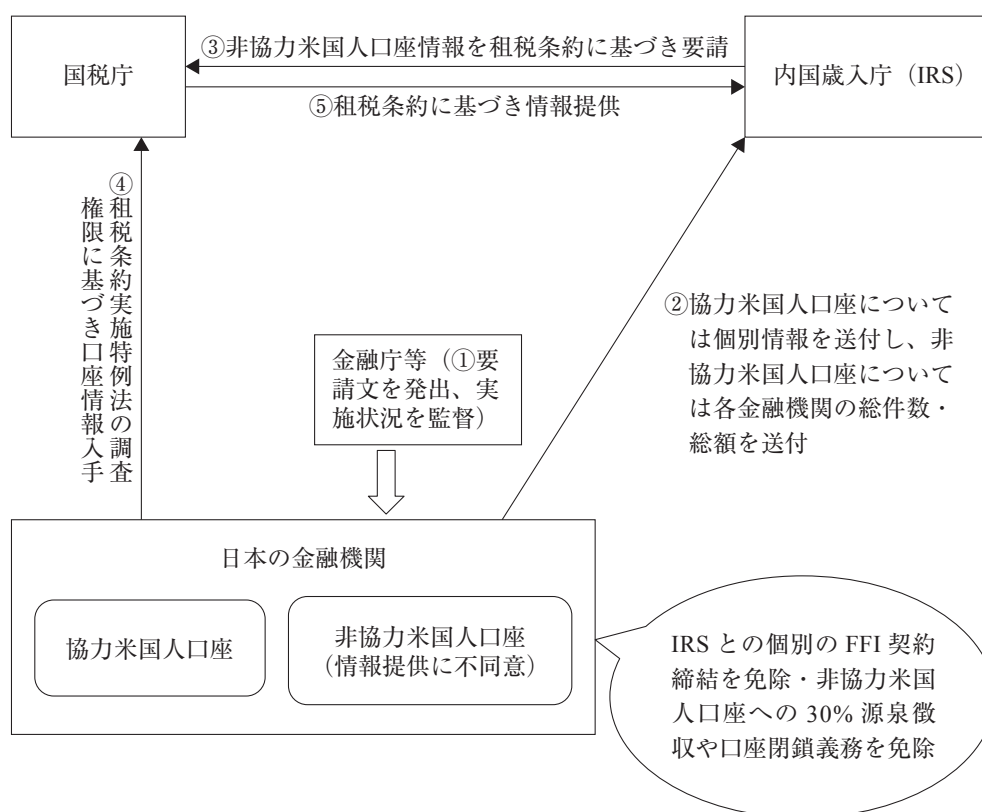 ③非協力米国人口座情報を租税条約に基づき要請
国税庁
内国歳入庁（IRS）
⑤租税条約に基づき情報提供
④租税条約実施特例法の調査
権限に基づき口座情報入手
②協力米国人口座について
は個別情報を送付し、非
協力米国人口座について
は各金融機関の総件数・
総額を送付
金融庁等（①要
請文を発出、実
施状況を監督）
日本の金融機関
協力米国人口座
非協力米国人口座
（情報提供に不同意）
IRS との個別の FFI 契約
締結を免除・非協力米国
人口座への 30% 源泉徴
収や口座閉鎖義務を免除